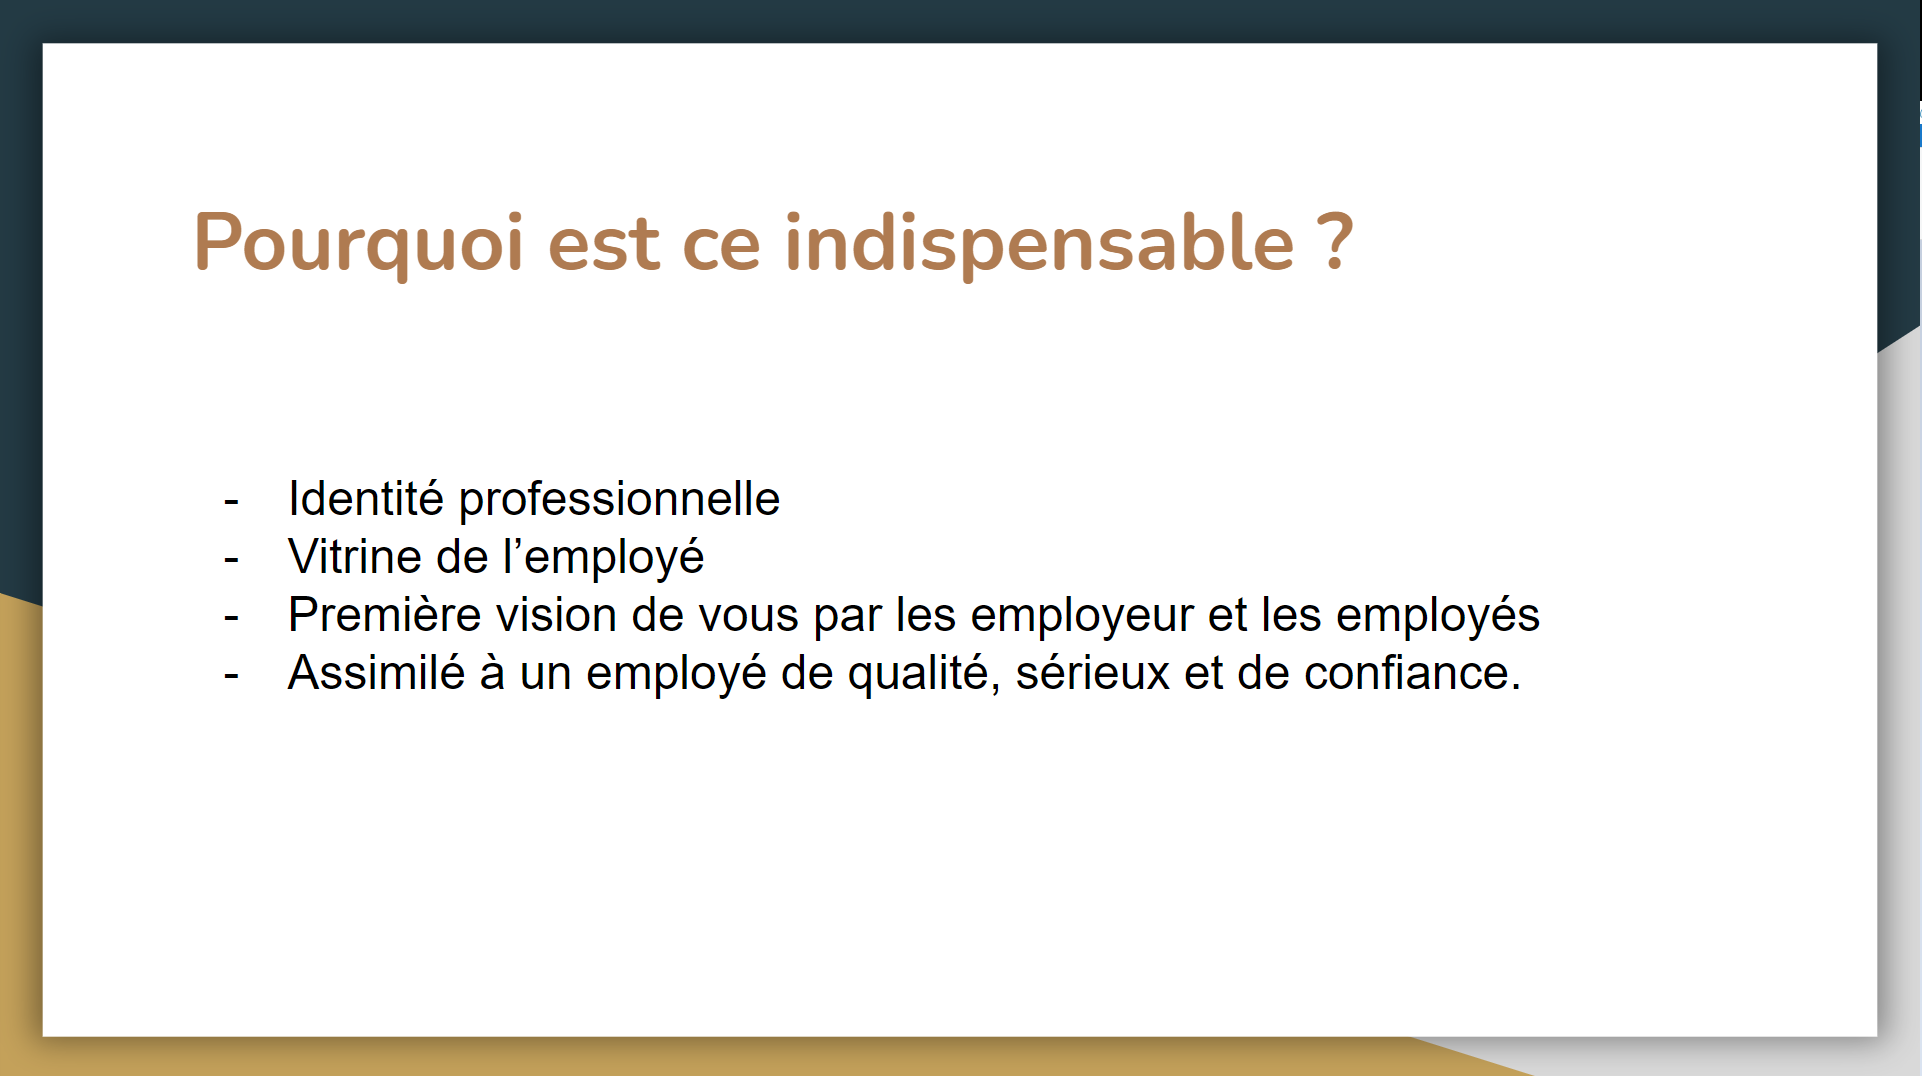 Pourquoi est ce indispensable ?
- Identité professionnelle
- Vitrine de l’employé
- Première vision de vous par les employeur et les employés
- Assimilé à un employé de qualité, sérieux et de confiance.